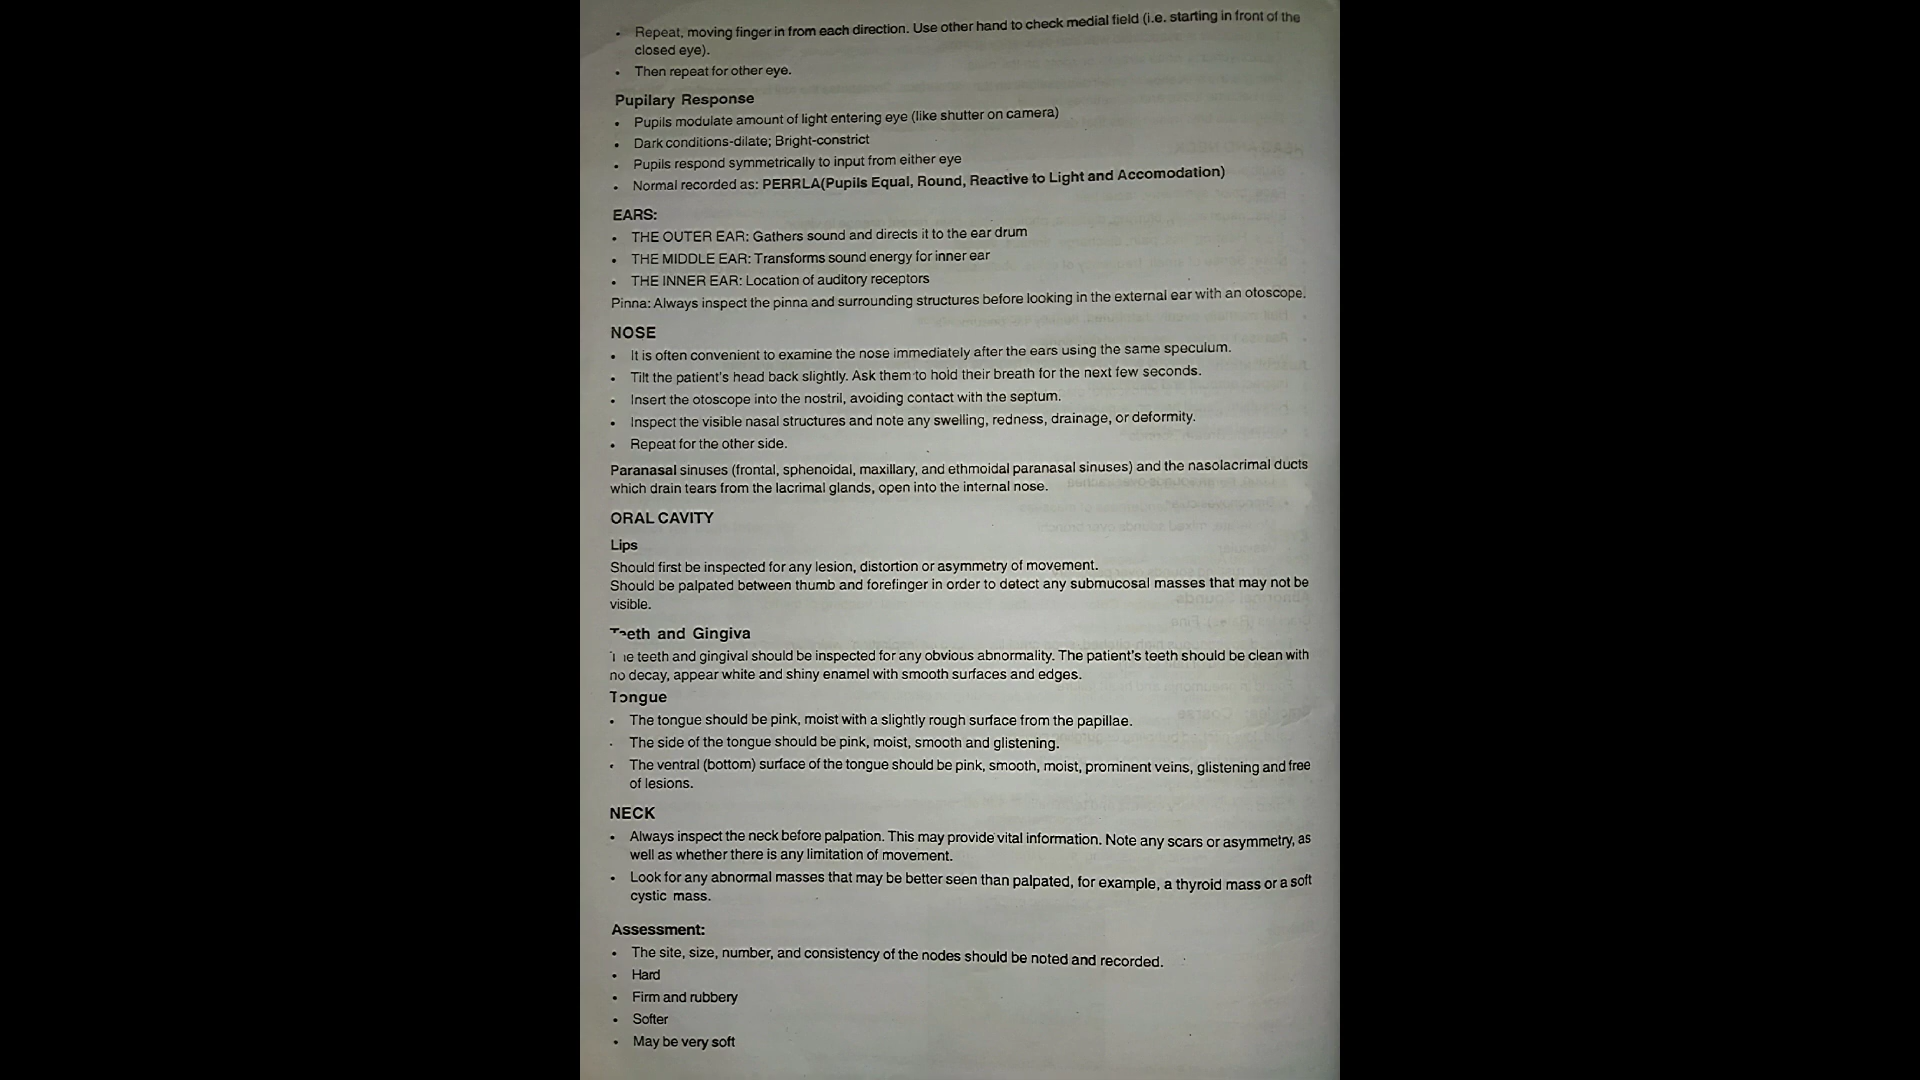 • Repeat, moving finger in from each direction. Use other hand to check medial field (i.e. starting in front of the
closed eye).
• Then repeat for other eye.
Pupilary Response
• Pupils modulate amount of light entering eye (like shutter on camera)
• Dark conditions-dilate; Bright-constrict
• Pupils respond symmetrically to input from either eye
• Normal recorded as: PERRLA(Pupils Equal, Round, Reactive to Light and Accomodation)
EARS:
• THE OUTER EAR: Gathers sound and directs it to the ear drum
• THE MIDDLE EAR: Transforms sound energy for inner ear
• THE INNER EAR: Location of auditory receptors
Pinna: Always inspect the pinna and surrounding structures before looking in the external ear with an otoscope.
NOSE
• It is often convenient to examine the nose immediately after the ears using the same speculum.
• Tilt the patient's head back slightly. Ask them to hold their breath for the next few seconds.
• Insert the otoscope into the nostril, avoiding contact with the septum.
• Inspect the visible nasal structures and note any swelling, redness, drainage, or deformity.
• Repeat for the other side.
Paranasal sinuses (frontal, sphenoidal, maxillary, and ethmoidal paranasal sinuses) and the nasolacrimal ducts
which drain tears from the lacrimal glands, open into the internal nose.
ORAL CAVITY
Lips
Should first be inspected for any lesion, distortion or asymmetry of movement.
Should be palpated between thumb and forefinger in order to detect any submucosal masses that may not be
visible.
Teeth and Gingiva
The teeth and gingival should be inspected for any obvious abnormality. The patient's teeth should be clean with
no decay, appear white and shiny enamel with smooth surfaces and edges.
Tongue
• The tongue should be pink, moist with a slightly rough surface from the papillae.
• The side of the tongue should be pink, moist, smooth and glistening.
• The ventral (bottom) surface of the tongue should be pink, smooth, moist, prominent veins, glistening and free
of lesions.
NECK
• Always inspect the neck before palpation. This may provide vital information. Note any scars or asymmetry, as
well as whether there is any limitation of movement.
• Look for any abnormal masses that may be better seen than palpated, for example, a thyroid mass or a soft
cystic mass.
Assessment:
• The site, size, number, and consistency of the nodes should be noted and recorded.
• Hard
• Firm and rubbery
• Softer
• May be very soft